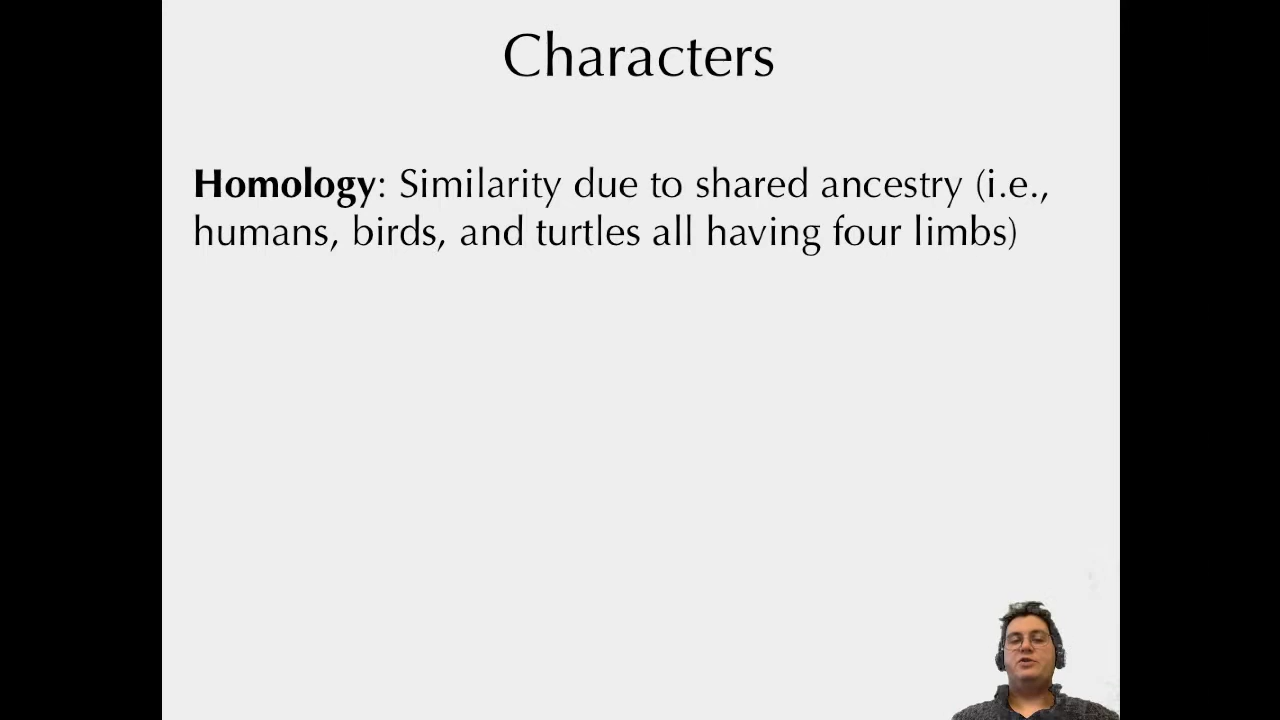 Characters
Homology: Similarity due to shared ancestry (i.e.,
humans, birds, and turtles all having four limbs)